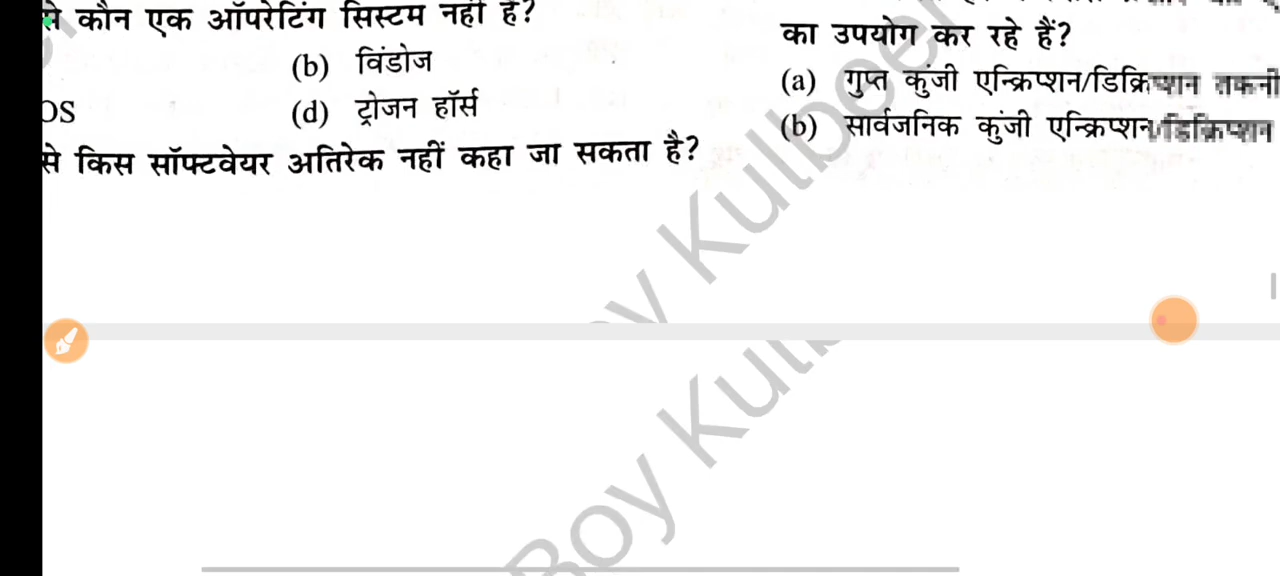 से कौन एक ऑपरेटिंग सिस्टम नहीं है?
(b) विंडोज
OS
(d) ट्रोजन हॉर्स
से किस सॉफ्टवेयर अतिरेक नहीं कहा जा सकता है?
का उपयोग कर रहे हैं?
(a) गुप्त कुंजी एन्क्रिप्शन/डिक्रिप्शन तकनी
(b) सार्वजनिक कुंजी एन्क्रिप्शन/डिक्रिप्शन
Boy Kulbeer